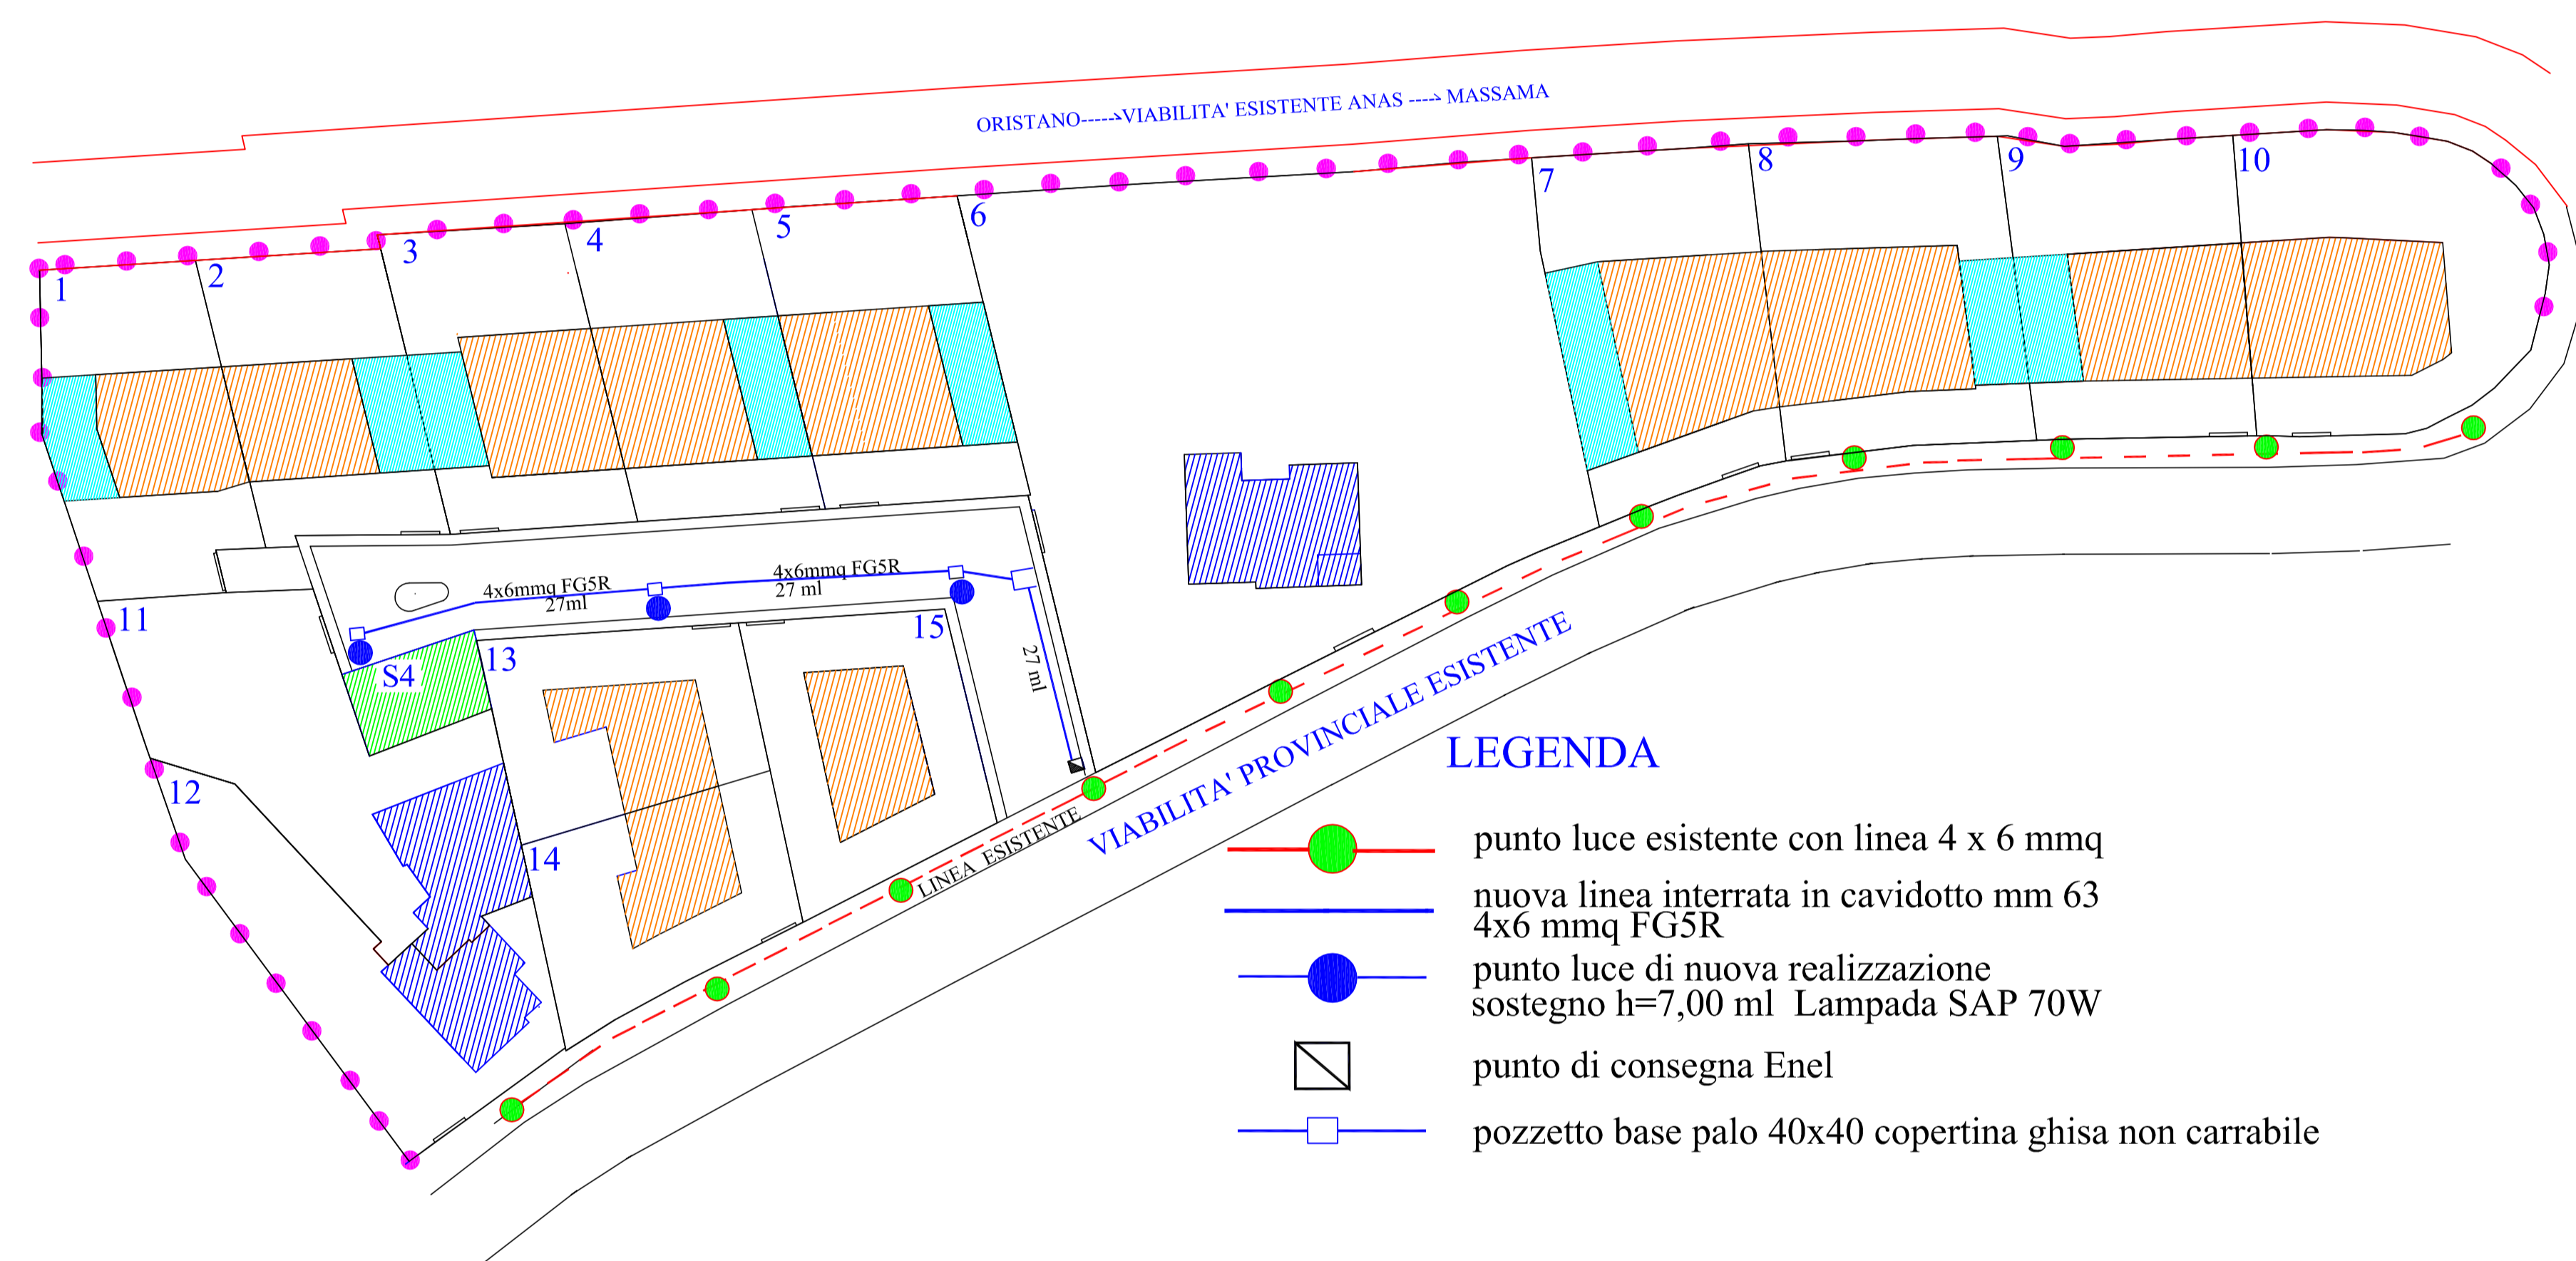 ORISTANO-----›VIABILITA' ESISTENTE ANAS ----› MASSAMA
1
2
3
4
5
6
7
8
9
10
4x6mmq FG5R
27ml
4x6mmq FG5R
27 ml
11
S4
13
15
27 ml
12
14
LINEA ESISTENTE
VIABILITA' PROVINCIALE ESISTENTE
LEGENDA
punto luce esistente con linea 4 x 6 mmq
nuova linea interrata in cavidotto mm 63
4x6 mmq FG5R
punto luce di nuova realizzazione
sostegno h=7,00 ml Lampada SAP 70W
punto di consegna Enel
pozzetto base palo 40x40 copertina ghisa non carrabile